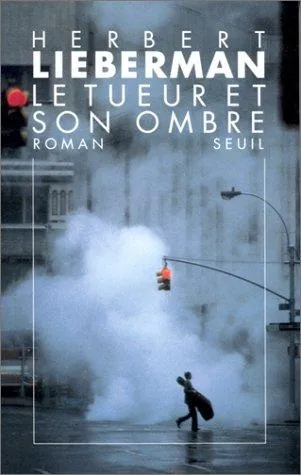 HERBERT
LIEBERMAN
LE TUEUR ET
SON OMBRE
ROMAN SEUIL